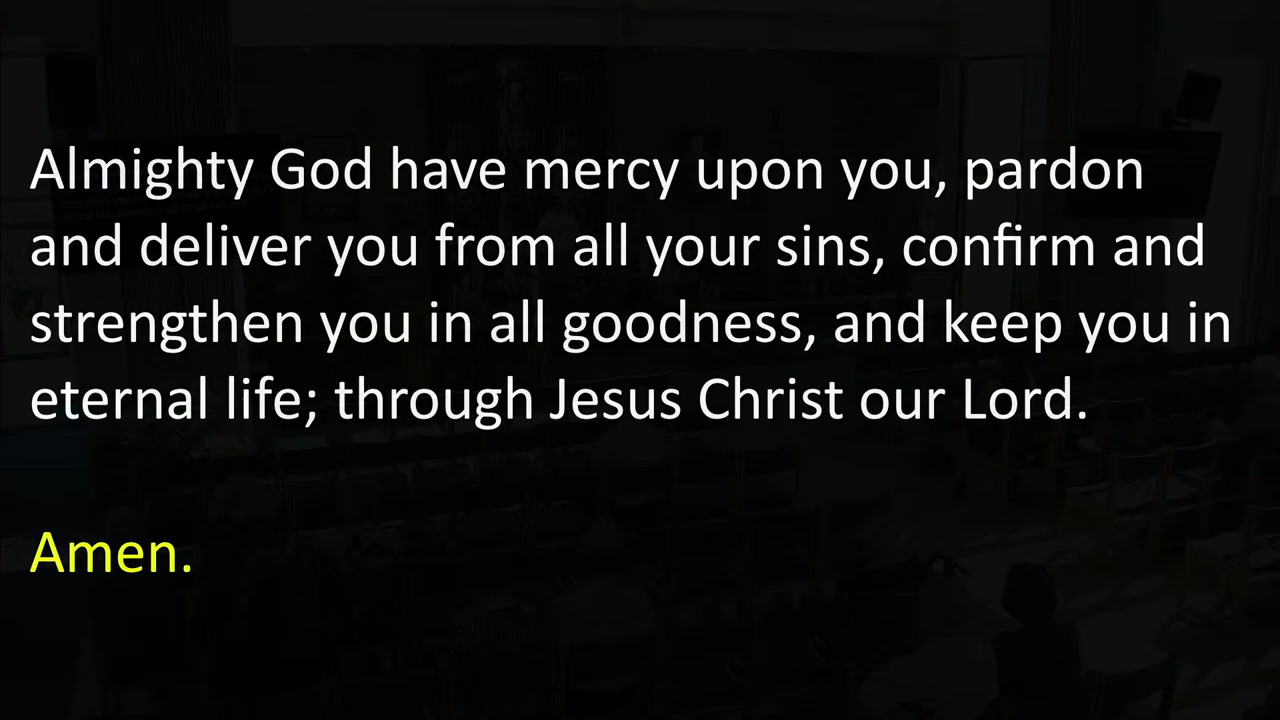 Almighty God have mercy upon you, pardon
and deliver you from all your sins, confirm and
strengthen you in all goodness, and keep you in
eternal life; through Jesus Christ our Lord.
Amen.